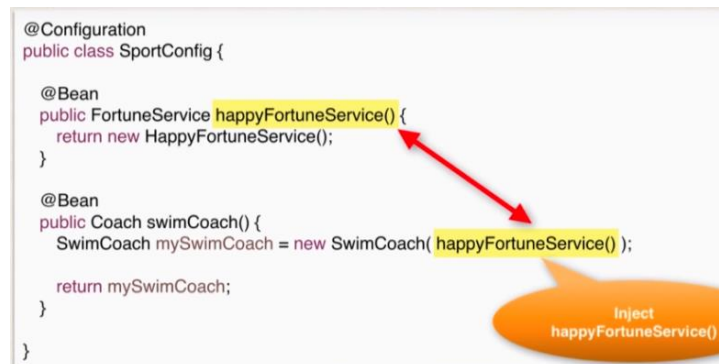 @Configuration
public class SportConfig {
@Bean
public FortuneService happyFortuneService() {
return new HappyFortuneService();
}
@Bean
public Coach swimCoach() {
SwimCoach mySwimCoach = new SwimCoach( happyFortuneService() );
return mySwimCoach;
}
}
Inject
happyFortuneService()